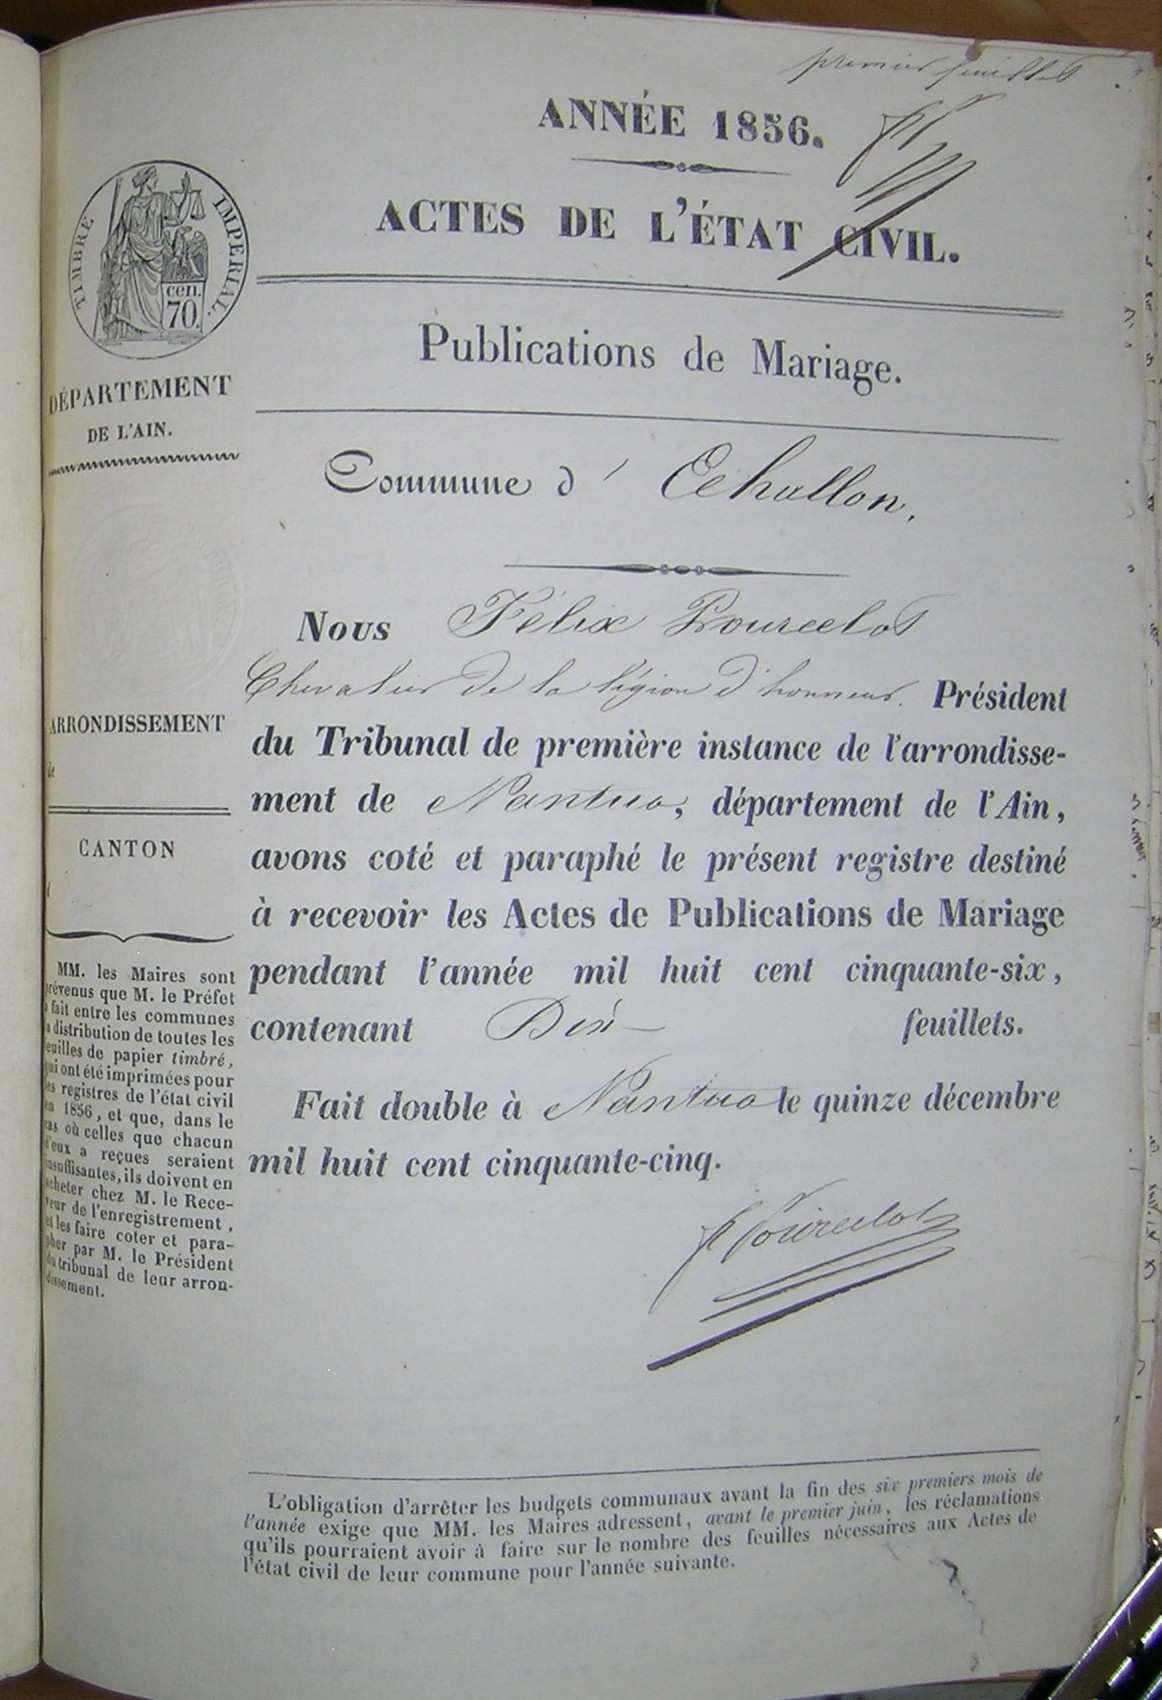 premier feuillet
ANNÉE 1856.
ACTES DE L'ÉTAT CIVIL.
TIMBRE IMPÉRIAL.
cen.
70.
Publications de Mariage.
DÉPARTEMENT
DE L'AIN.
Commune d' Echallon.
Nous Félix Pourcelot
Chevalier de la légion d'honneur. Président
du Tribunal de première instance de l'arrondisse-
ment de Nantua, département de l'Ain,
avons coté et paraphé le présent registre destiné
à recevoir les Actes de Publications de Mariage
pendant l'année mil huit cent cinquante-six,
contenant Dix feuillets.
Fait double à Nantua le quinze décembre
mil huit cent cinquante-cinq.
F Pourcelot
ARRONDISSEMENT
de
CANTON
d
MM. les Maires sont
prévenus que M. le Préfet
a fait entre les communes
la distribution de toutes les
feuilles de papier timbré,
qui ont été imprimées pour
les registres de l'état civil
en 1856, et que, dans le
cas où celles que chacun
d'eux a reçues seraient
insuffisantes, ils doivent en
acheter chez M. le Rece-
veur de l'enregistrement,
et les faire coter et para-
pher par M. le Président
du tribunal de leur arron-
dissement.
L'obligation d'arrêter les budgets communaux avant la fin des six premiers mois de
l'année exige que MM. les Maires adressent, avant le premier juin, les réclamations
qu'ils pourraient avoir à faire sur le nombre des feuilles nécessaires aux Actes de
l'état civil de leur commune pour l'année suivante.